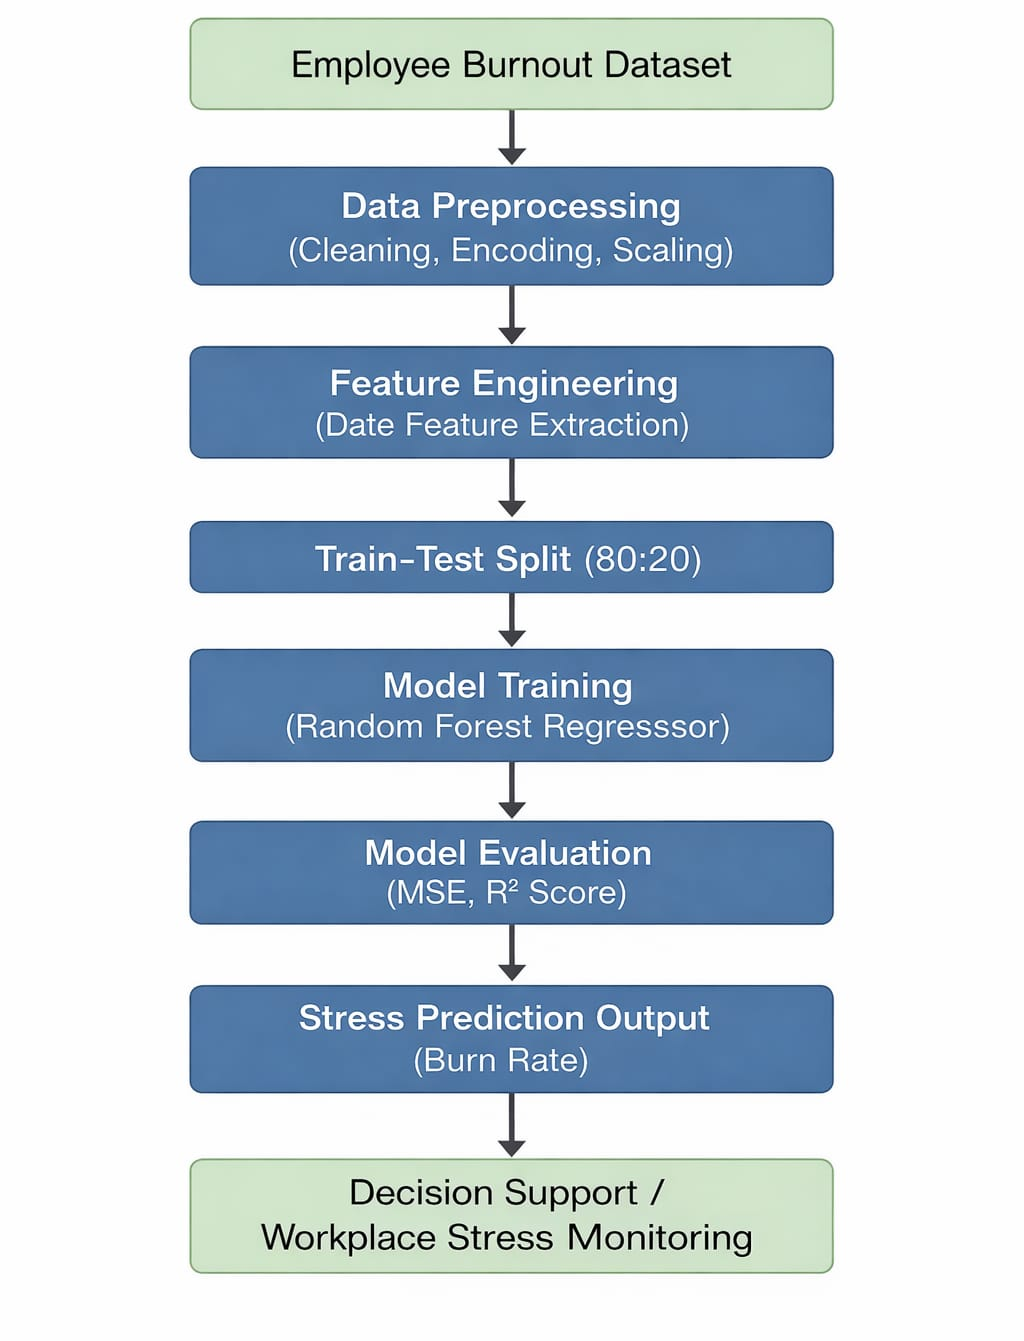 Employee Burnout Dataset
Data Preprocessing
(Cleaning, Encoding, Scaling)
Feature Engineering
(Date Feature Extraction)
Train-Test Split (80:20)
Model Training
(Random Forest Regresssor)
Model Evaluation
(MSE, R² Score)
Stress Prediction Output
(Burn Rate)
Decision Support /
Workplace Stress Monitoring